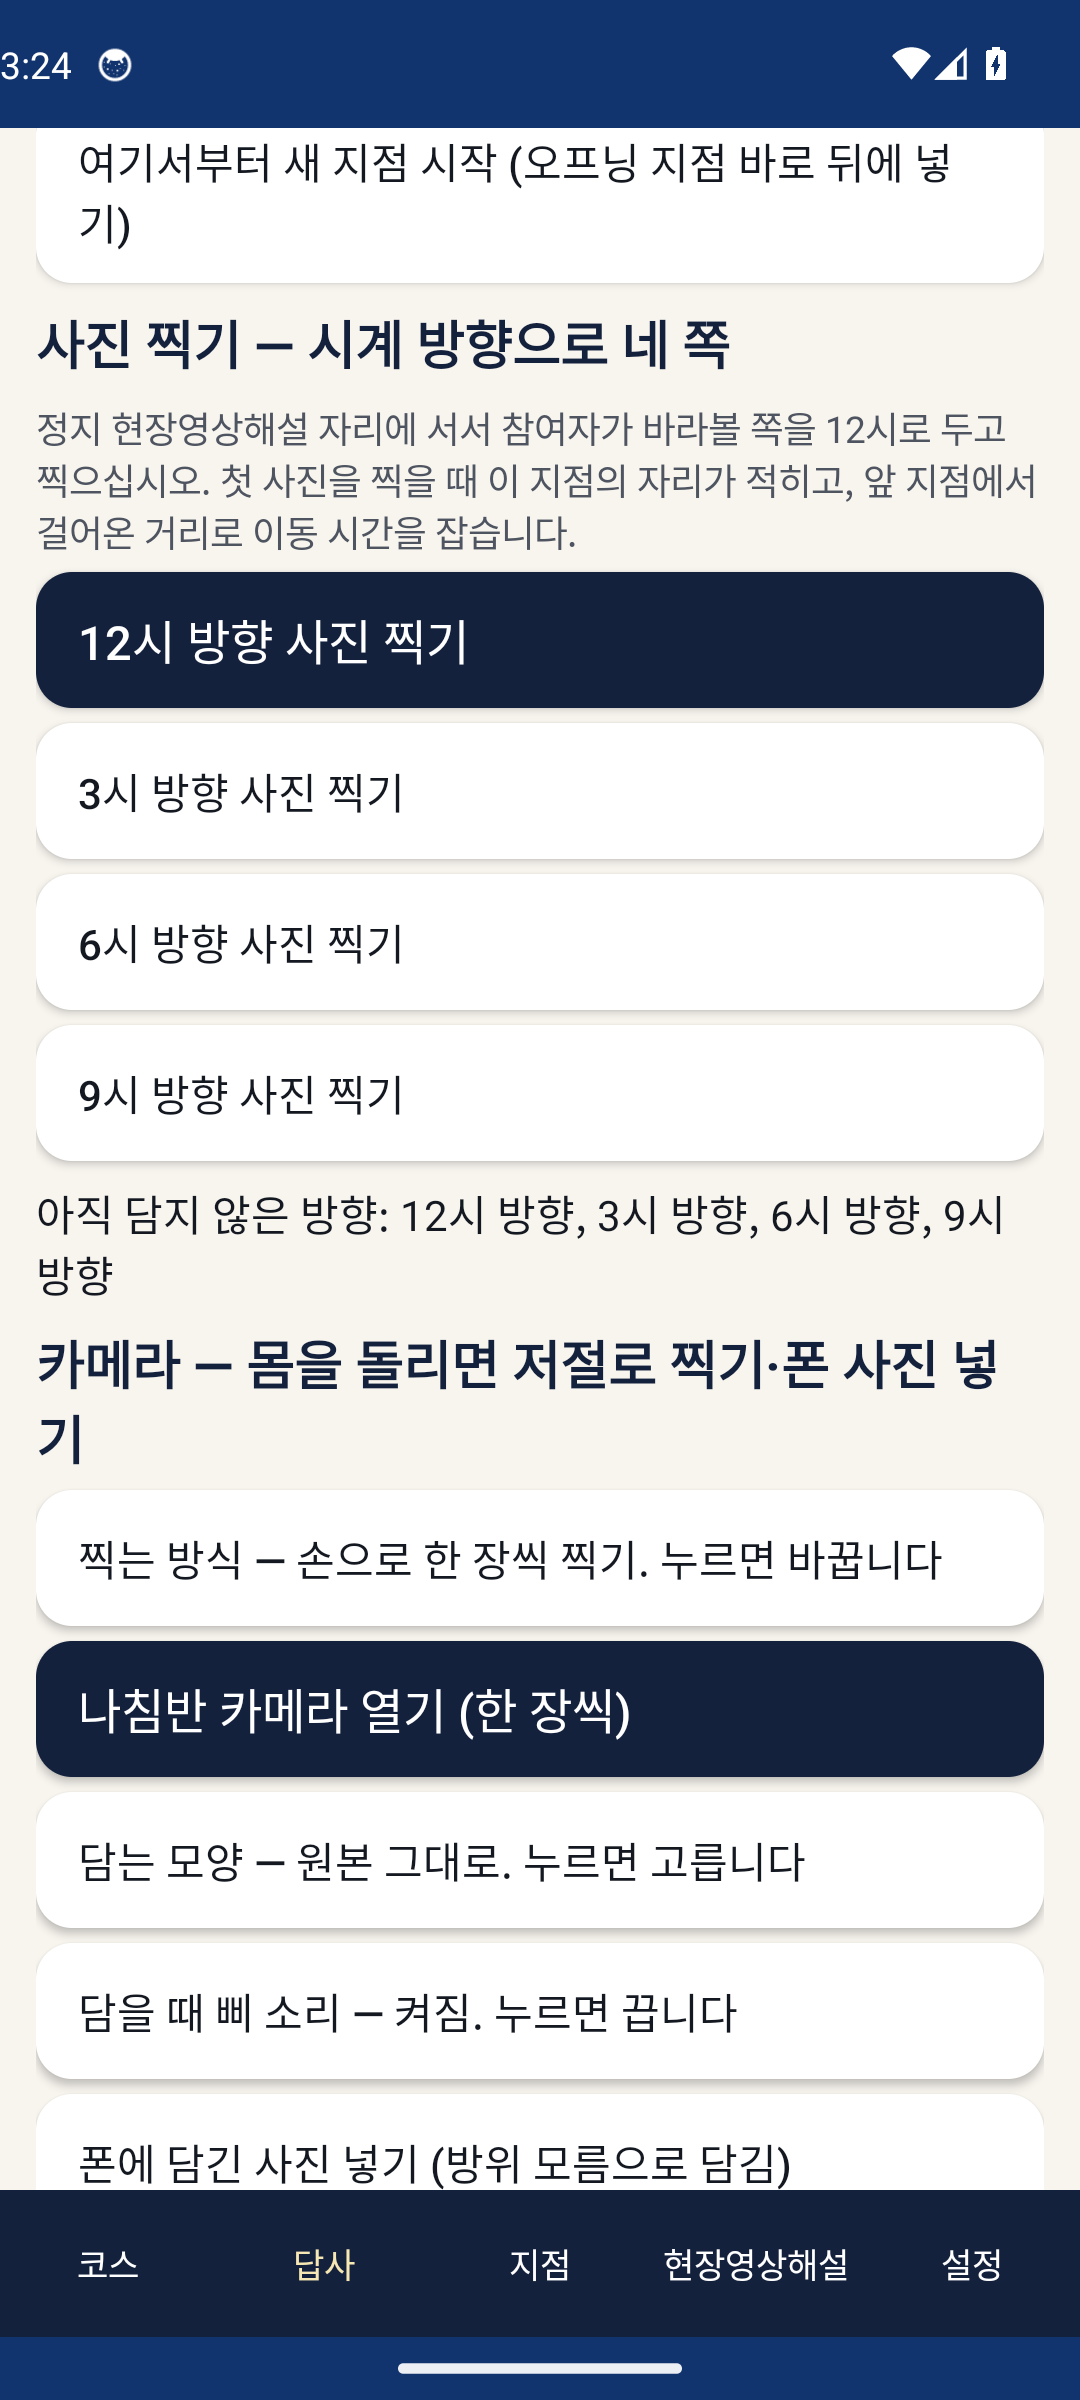 3:24
여기서부터 새 지점 시작 (오프닝 지점 바로 뒤에 넣
기)
사진 찍기 – 시계 방향으로 네 쪽
정지 현장영상해설 자리에 서서 참여자가 바라볼 쪽을 12시로 두고
찍으십시오. 첫 사진을 찍을 때 이 지점의 자리가 적히고, 앞 지점에서
걸어온 거리로 이동 시간을 잡습니다.
12시 방향 사진 찍기
3시 방향 사진 찍기
6시 방향 사진 찍기
9시 방향 사진 찍기
아직 담지 않은 방향: 12시 방향, 3시 방향, 6시 방향, 9시
방향
카메라 – 몸을 돌리면 저절로 찍기·폰 사진 넣
기
찍는 방식 – 손으로 한 장씩 찍기. 누르면 바꿉니다
나침반 카메라 열기 (한 장씩)
담는 모양 – 원본 그대로. 누르면 고릅니다
담을 때 삐 소리 – 켜짐. 누르면 끕니다
폰에 담긴 사진 넣기 (방위 모름으로 담김)
코스 답사 지점 현장영상해설 설정